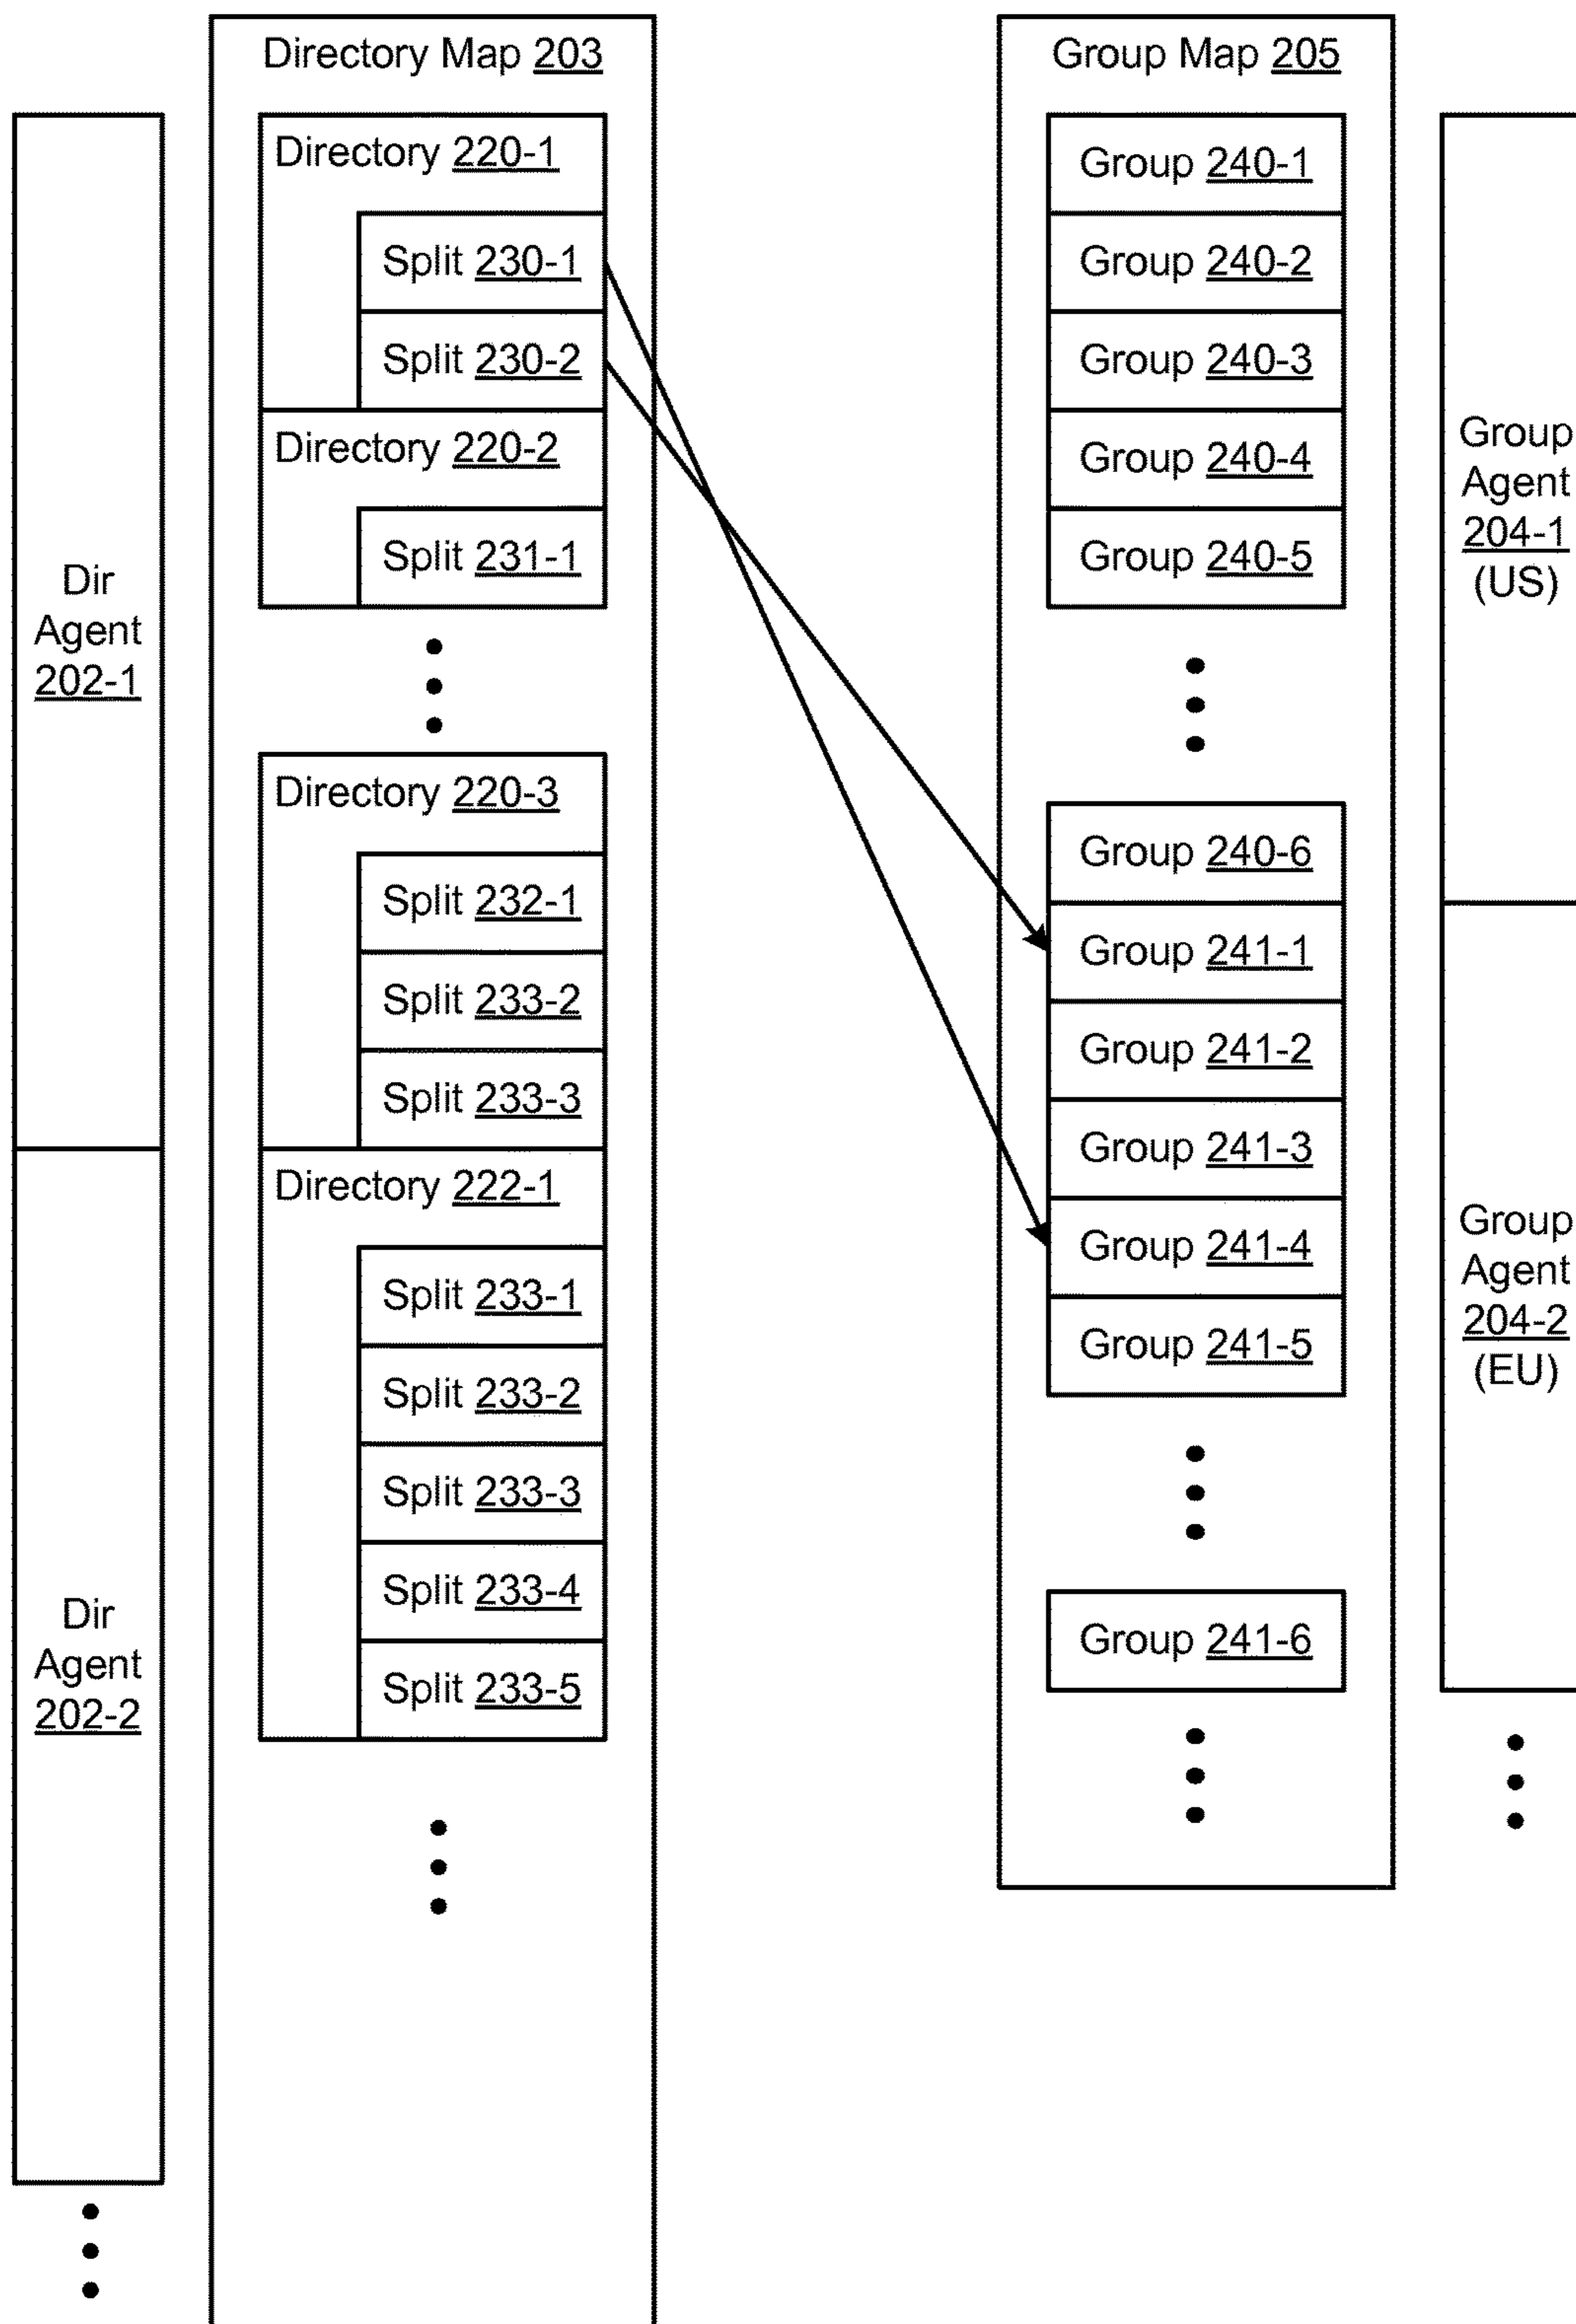 Directory Map 203
Group Map 205
Dir
Agent
202-1
Dir
Agent
202-2
Directory 220-1
Split 230-1
Split 230-2
Directory 220-2
Split 231-1
Directory 220-3
Split 232-1
Split 233-2
Split 233-3
Directory 222-1
Split 233-1
Split 233-2
Split 233-3
Split 233-4
Split 233-5
Group 240-1
Group 240-2
Group 240-3
Group 240-4
Group 240-5
Group 240-6
Group 241-1
Group 241-2
Group 241-3
Group 241-4
Group 241-5
Group 241-6
Group
Agent
204-1
(US)
Group
Agent
204-2
(EU)